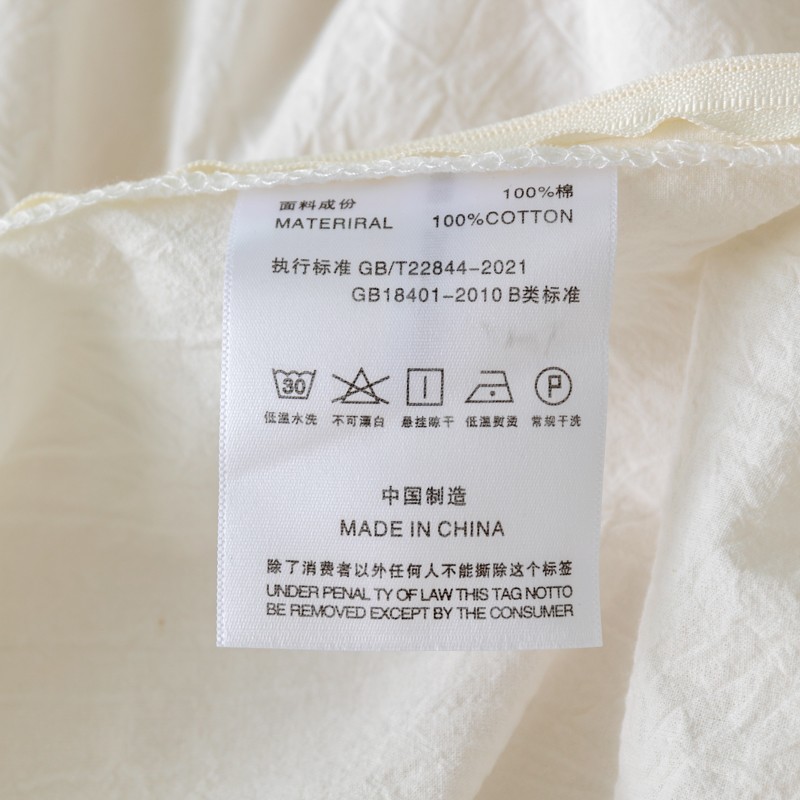 面料成份 100%棉
MATERIRAL 100%COTTON
执行标准 GB/T22844-2021
GB18401-2010 B类标准
30 P
低温水洗 不可漂白 悬挂晾干 低温熨烫 常规干洗
中国制造
MADE IN CHINA
除了消费者以外任何人不能撕除这个标签
UNDER PENAL TY OF LAW THIS TAG NOTTO
BE REMOVED EXCEPT BY THE CONSUMER